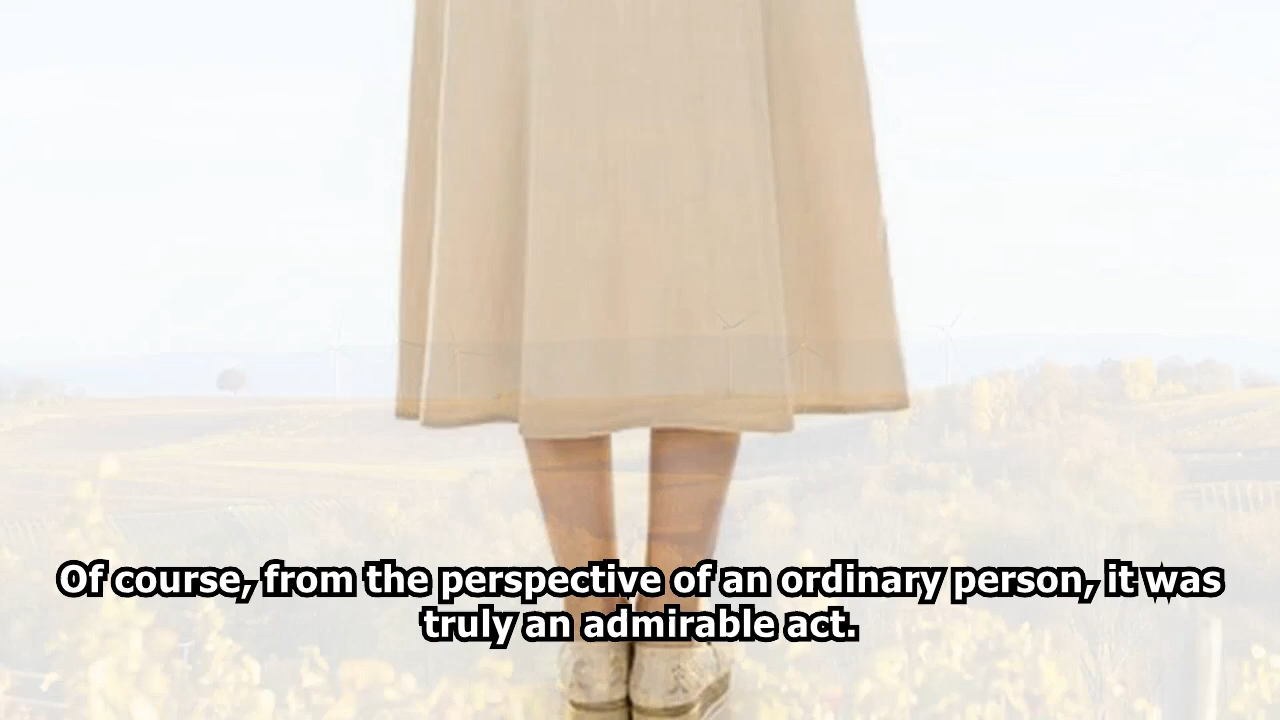 Of course, from the perspective of an ordinary person, it was
truly an admirable act.